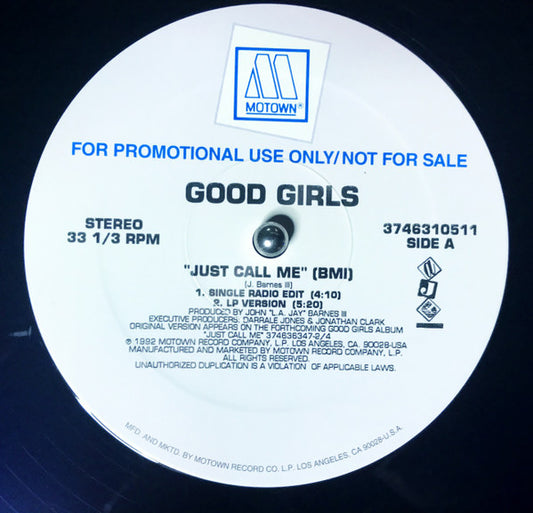 MOTOWN®
FOR PROMOTIONAL USE ONLY/NOT FOR SALE
GOOD GIRLS
STEREO
33 1/3 RPM
3746310511
SIDE A
"JUST CALL ME" (BMI)
(J. Barnes III)
1. SINGLE RADIO EDIT (4:10)
2. LP VERSION (5:20)
PRODUCED BY JOHN "L.A. JAY" BARNES III
EXECUTIVE PRODUCERS: DARRALE JONES & JONATHAN CLARK
ORIGINAL VERSION APPEARS ON THE FORTHCOMING GOOD GIRLS ALBUM
"JUST CALL ME" 374636347-2/4
℗ 1992 MOTOWN RECORD COMPANY, L.P. LOS ANGELES, CA. 90028-USA
MANUFACTURED AND MARKETED BY MOTOWN RECORD COMPANY, L.P.
ALL RIGHTS RESERVED.
UNAUTHORIZED DUPLICATION IS A VIOLATION OF APPLICABLE LAWS.
MFD. AND MKTD. BY MOTOWN RECORD CO. L.P. LOS ANGELES, CA 90028-U.S.A.